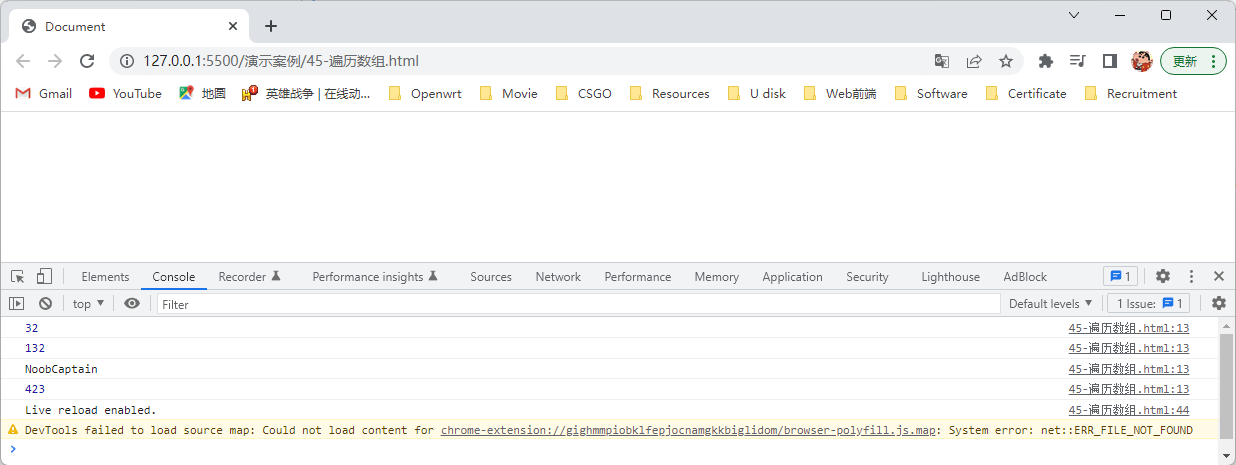 Document
127.0.0.1:5500/演示案例/45-遍历数组.html 更新
Gmail YouTube 地图 英雄战争 | 在线动... Openwrt Movie CSGO Resources U disk Web前端 Software Certificate Recruitment
Elements Console Recorder Performance insights Sources Network Performance Memory Application Security Lighthouse AdBlock 1
top Filter Default levels 1 Issue: 1
32 45-遍历数组.html:13
132 45-遍历数组.html:13
NoobCaptain 45-遍历数组.html:13
423 45-遍历数组.html:13
Live reload enabled. 45-遍历数组.html:44
DevTools failed to load source map: Could not load content for chrome-extension://gighmmpiobklfepjocnamgkkbiglidom/browser-polyfill.js.map: System error: net::ERR_FILE_NOT_FOUND